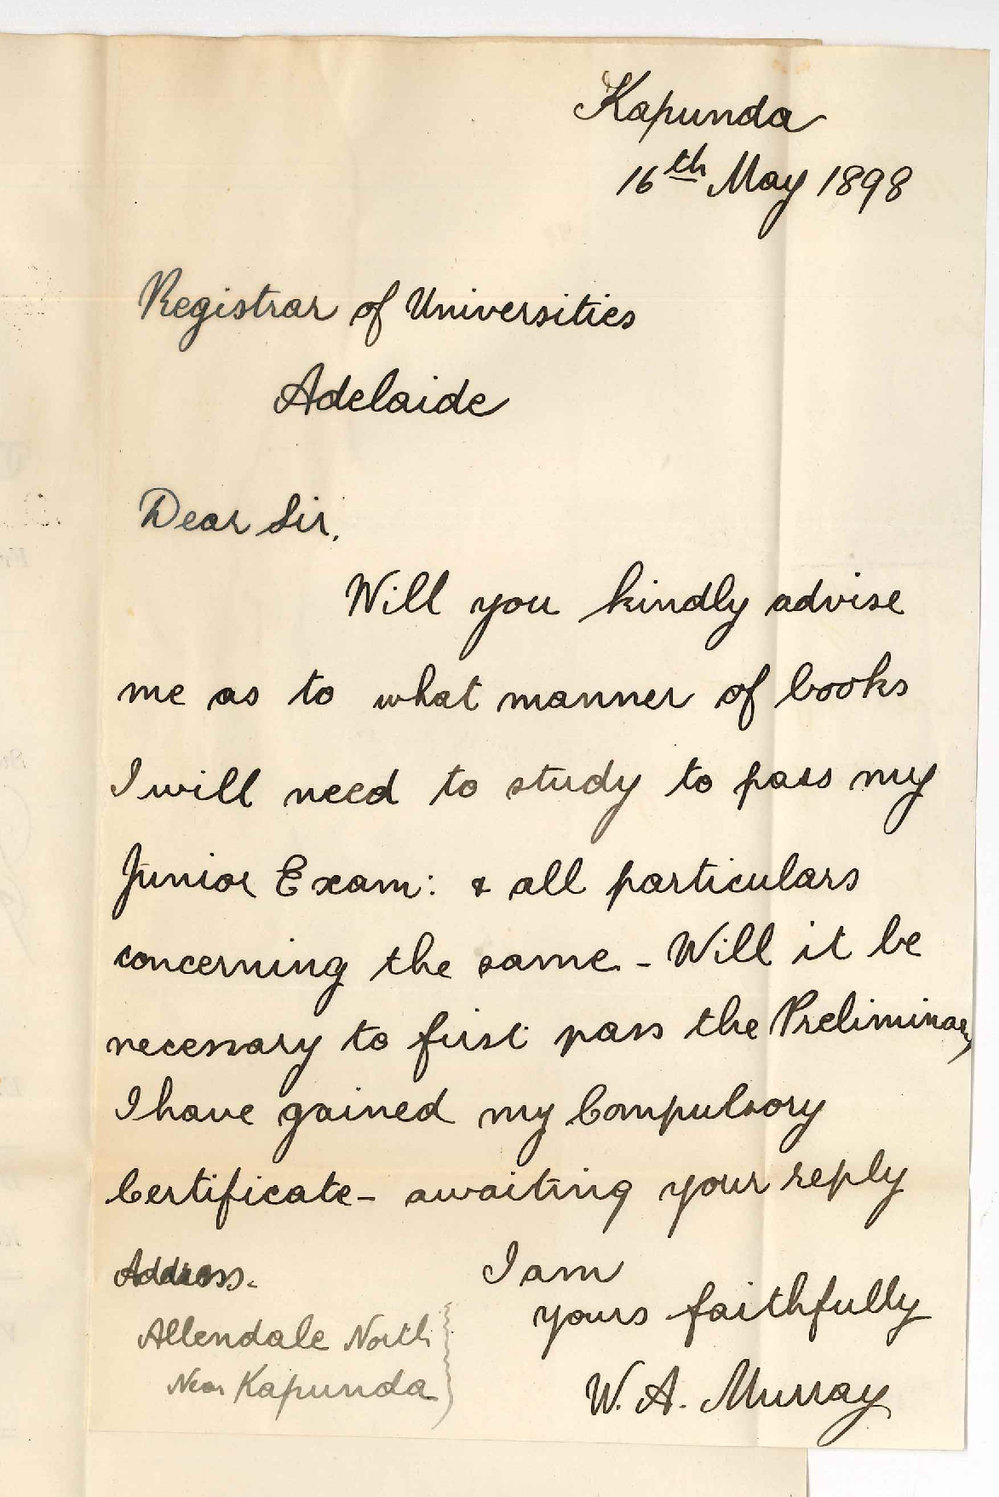 Kapunda
16th May 1898
Registrar of Universities
Adelaide
Dear Sir,
Will you kindly advise
me as to what manner of books
I will need to study to pass my
Junior Exam: & all particulars
concerning the same - Will it be
necessary to first pass the Preliminary
I have gained my Compulsory
Certificate - awaiting your reply
I am
yours faithfully
W. A. Murray
Address.
Allendale North
Near Kapunda